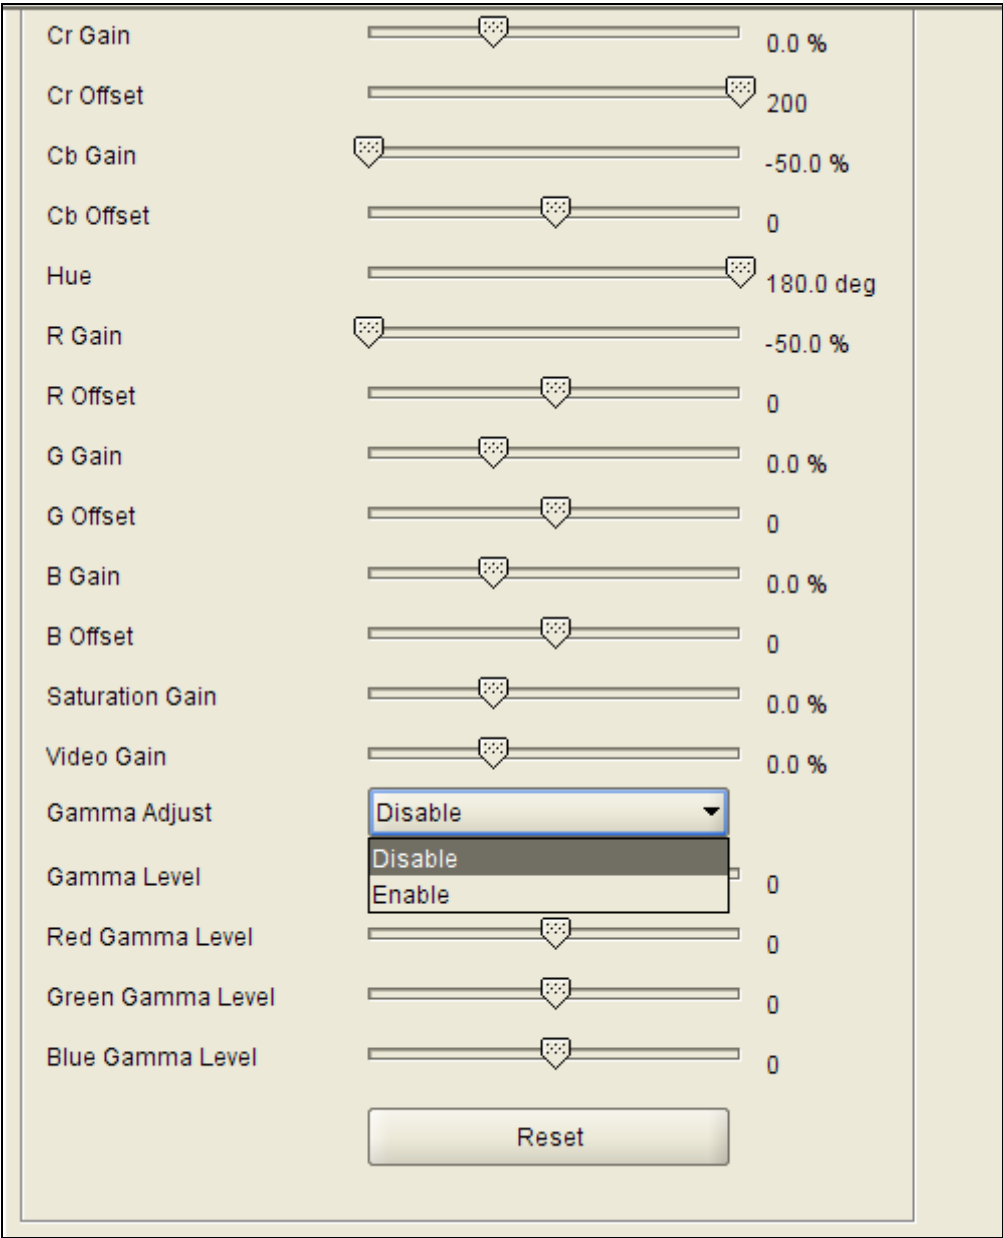 Cr Gain 0.0 %
Cr Offset 200
Cb Gain -50.0 %
Cb Offset 0
Hue 180.0 deg
R Gain -50.0 %
R Offset 0
G Gain 0.0 %
G Offset 0
B Gain 0.0 %
B Offset 0
Saturation Gain 0.0 %
Video Gain 0.0 %
Gamma Adjust Disable
Disable
Gamma Level 0
Enable
Red Gamma Level 0
Green Gamma Level 0
Blue Gamma Level 0
Reset